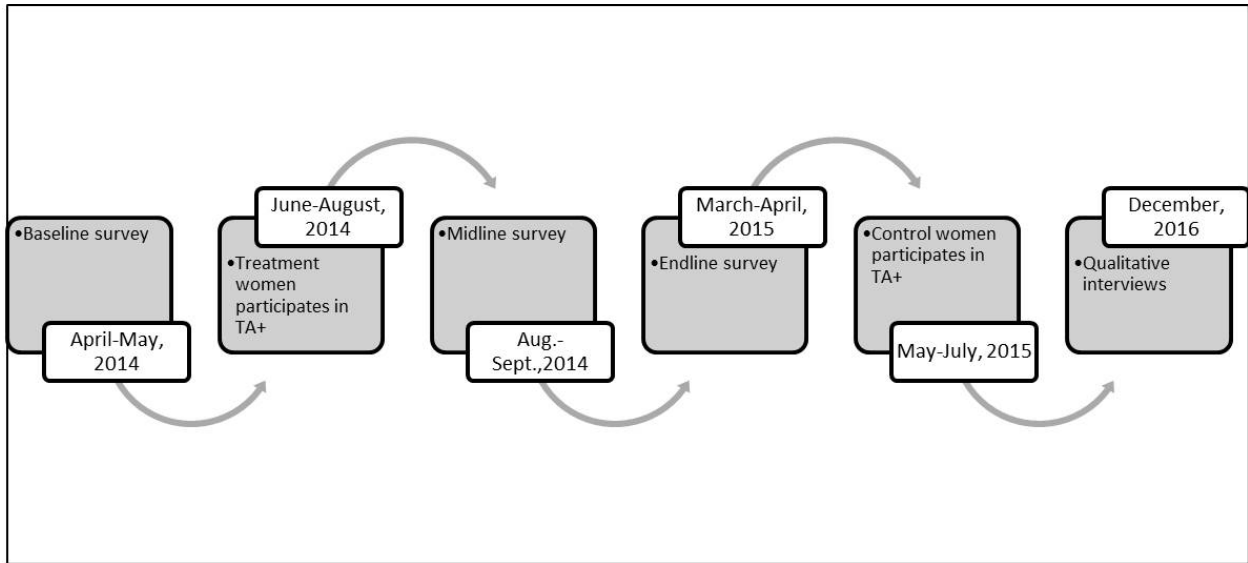 •Baseline survey
April-May,
2014
June-August,
2014
•Treatment
women
participates in
TA+
•Midline survey
Aug.-
Sept.,2014
March-April,
2015
•Endline survey
•Control women
participates in
TA+
May-July, 2015
December,
2016
•Qualitative
interviews